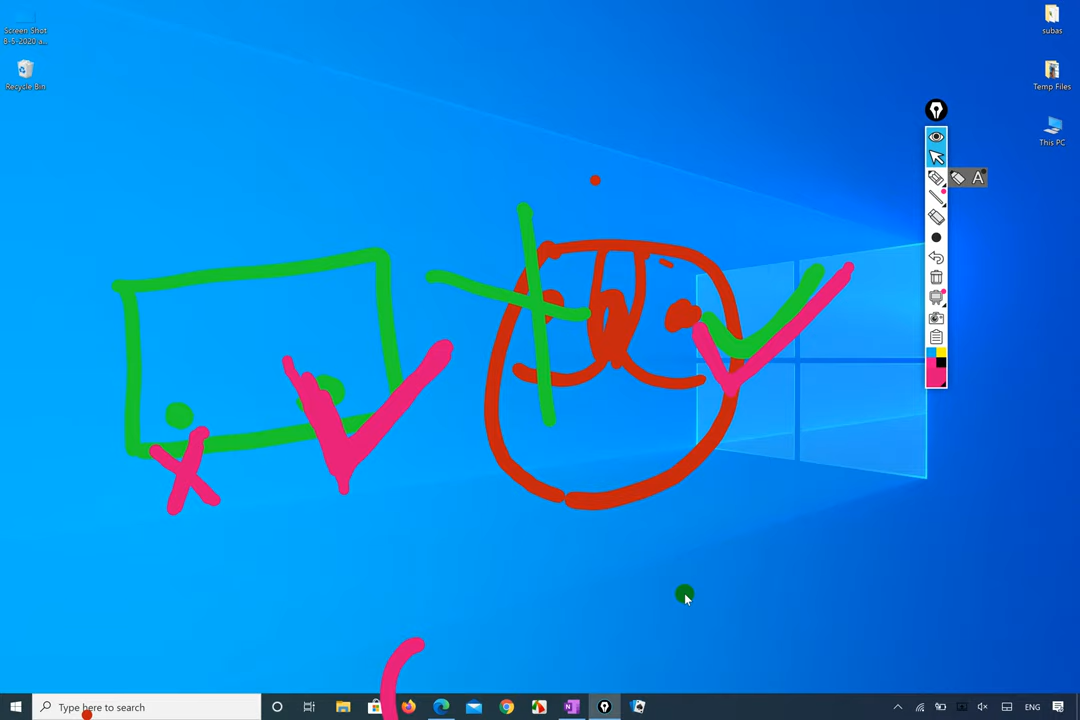 Screen Shot
8-5-2020 a...
Recycle Bin
subas
Temp Files
This PC
A
Type here to search
ENG